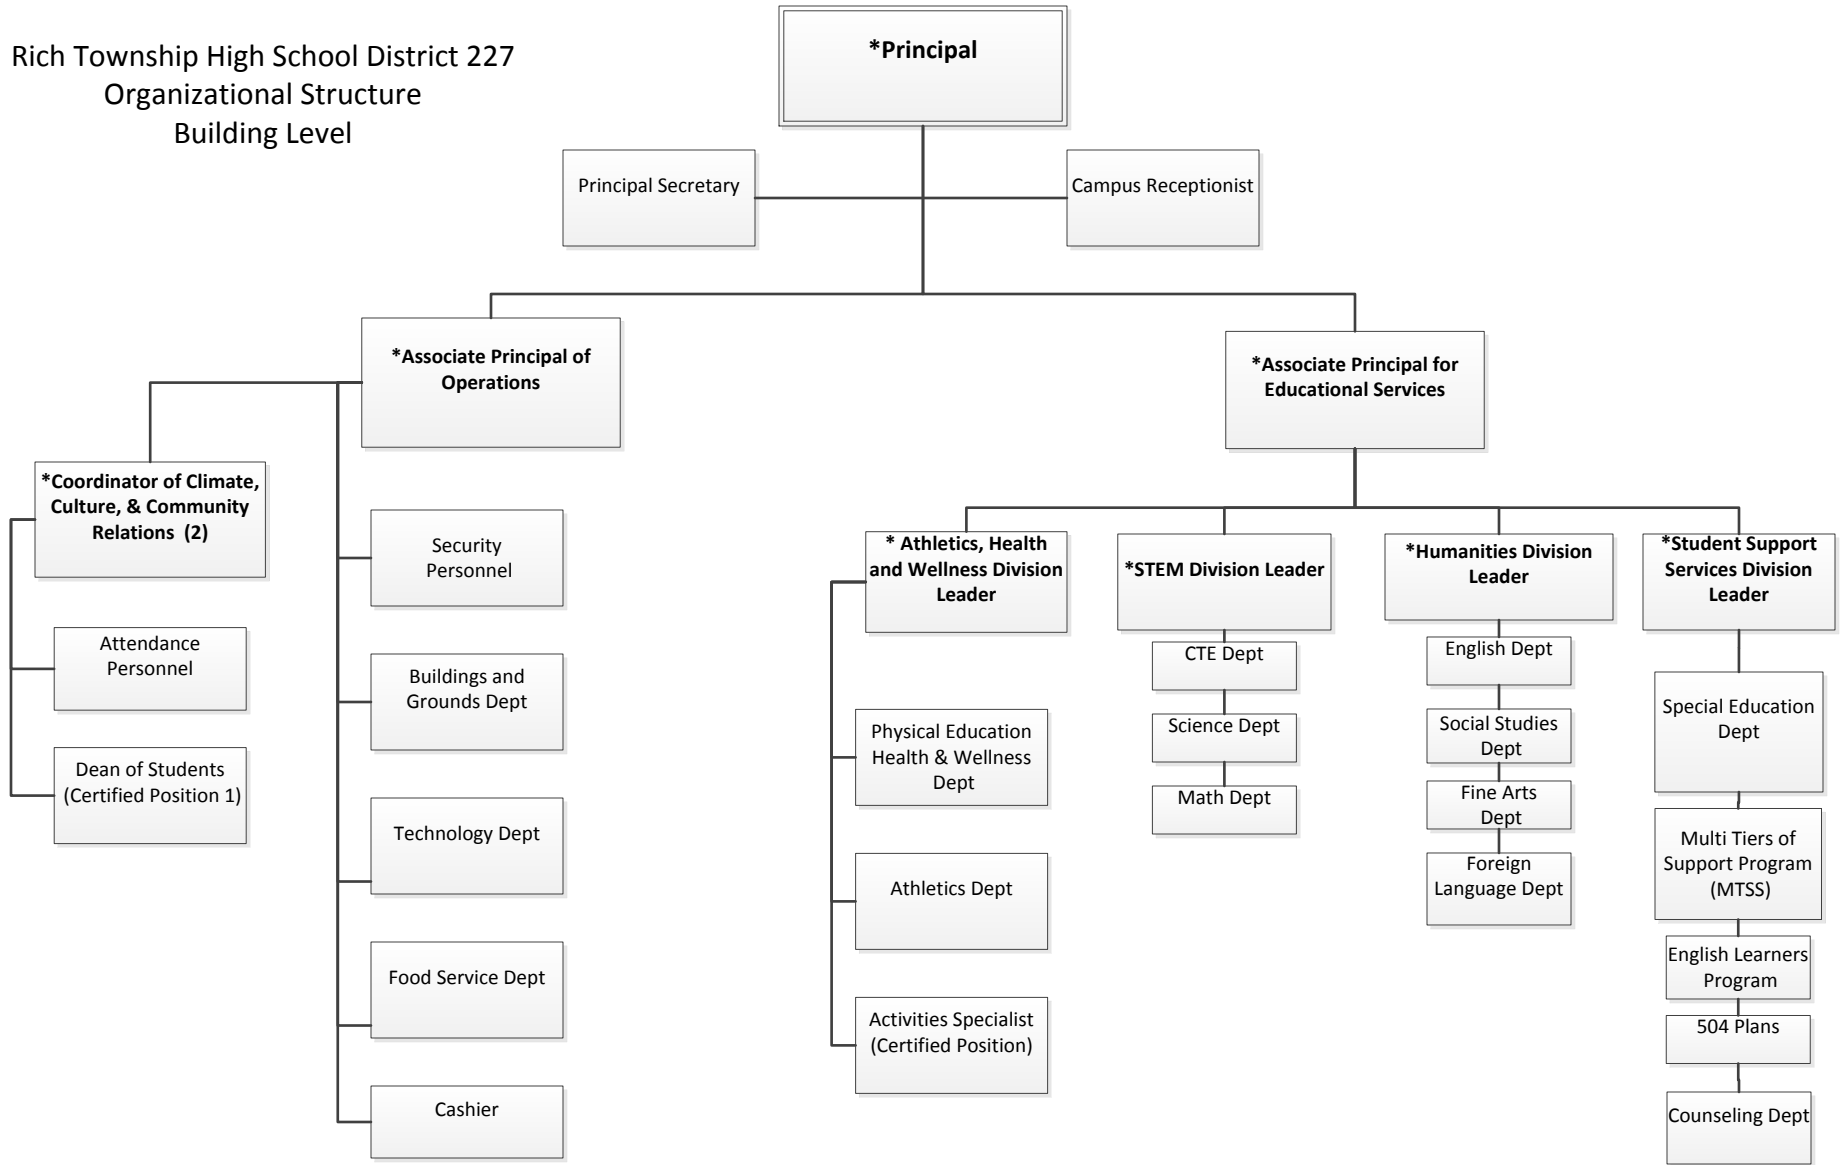 Rich Township High School District 227
Organizational Structure
Building Level
*Principal
Principal Secretary
Campus Receptionist
*Associate Principal of
Operations
*Associate Principal for
Educational Services
*Coordinator of Climate,
Culture, & Community
Relations (2)
Attendance
Personnel
Dean of Students
(Certified Position 1)
Security
Personnel
Buildings and
Grounds Dept
Technology Dept
Food Service Dept
Cashier
* Athletics, Health
and Wellness Division
Leader
Physical Education
Health & Wellness
Dept
Athletics Dept
Activities Specialist
(Certified Position)
*STEM Division Leader
CTE Dept
Science Dept
Math Dept
*Humanities Division
Leader
English Dept
Social Studies
Dept
Fine Arts
Dept
Foreign
Language Dept
*Student Support
Services Division
Leader
Special Education
Dept
Multi Tiers of
Support Program
(MTSS)
English Learners
Program
504 Plans
Counseling Dept